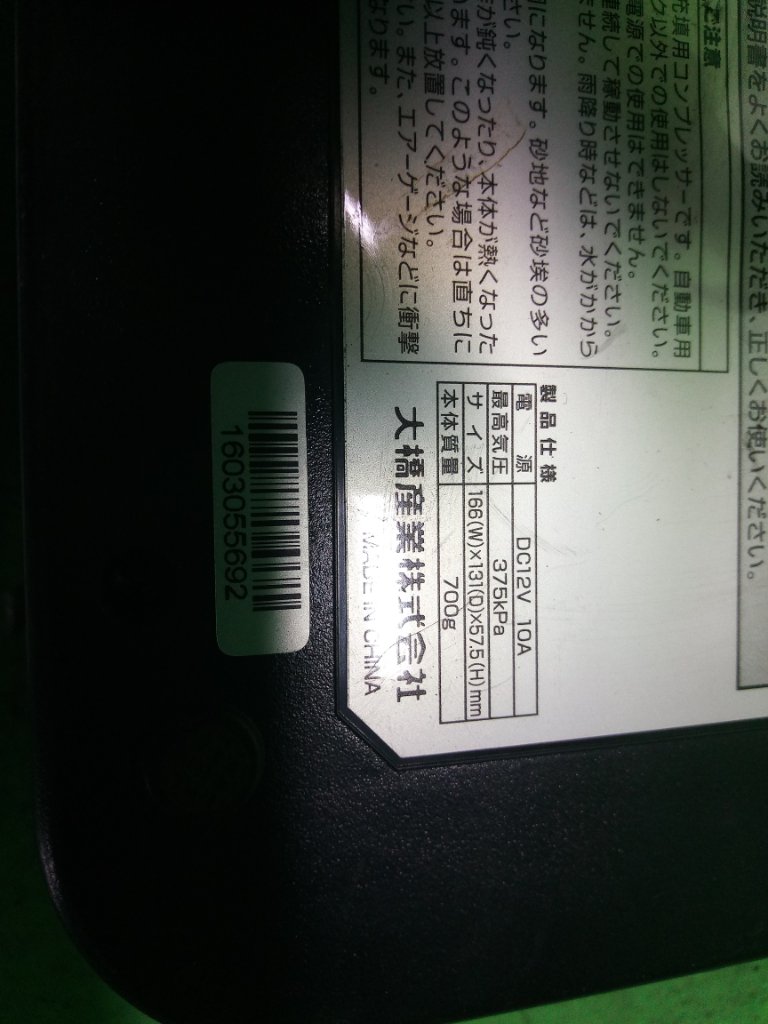 説明書をよくお読みいただき、正しくお使いください。
ご注意
充填用コンプレッサーです。自動車用
ク以外での使用はしないでください。
電源での使用はできません。
連続して稼動させないでください。
ません。雨降り時などは、水がかから
因になります。砂地など砂埃の多い
さい。
が鈍くなったり、本体が熱くなった
います。このような場合は直ちに
以上放置してください。
い。また、エアーゲージなどに衝撃
なります。
製品仕様
電源 DC12V 10A
最高気圧 375kPa
サイズ 166(W)×131(D)×57.5(H)mm
本体質量 700g
大橋産業株式会社
MADE IN CHINA
1603055692